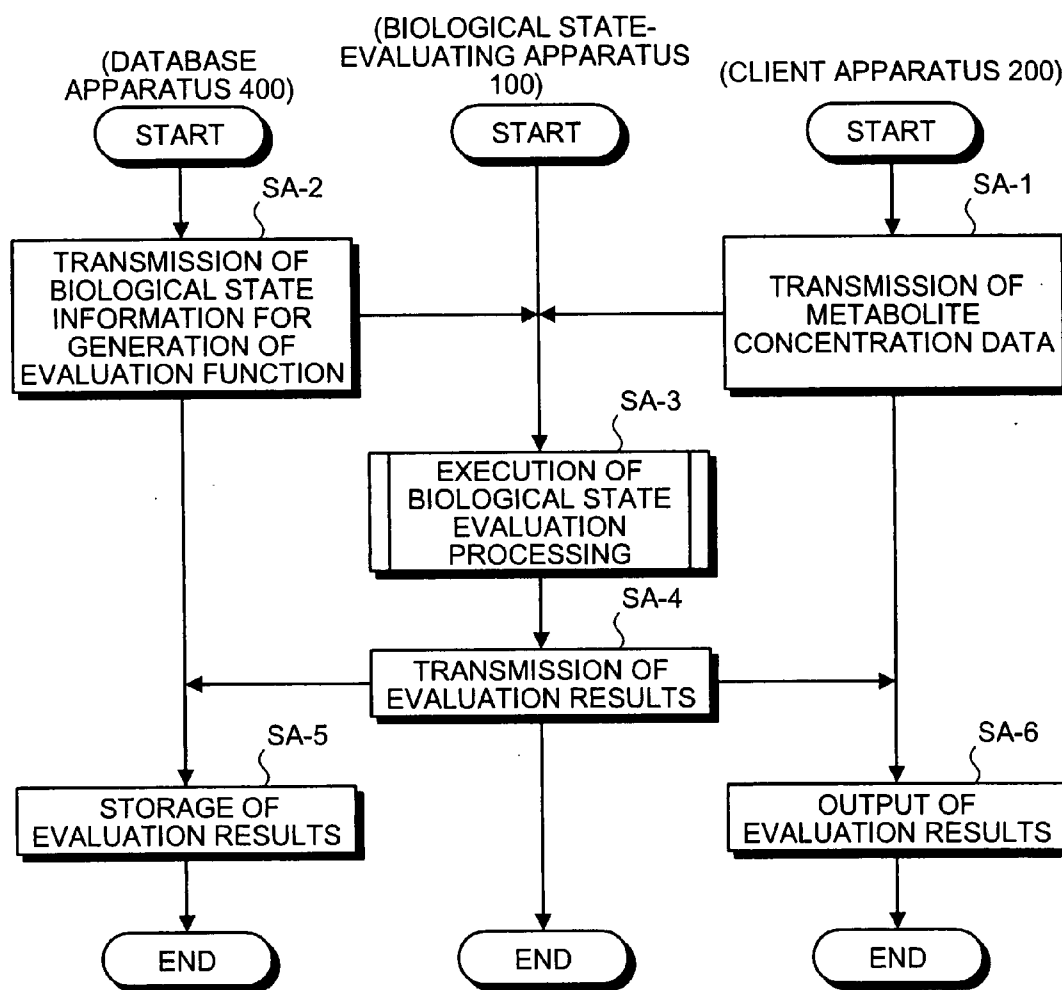 (DATABASE
APPARATUS 400)
(BIOLOGICAL STATE-
EVALUATING APPARATUS
100)
(CLIENT APPARATUS 200)
START
START
START
SA-2
SA-1
TRANSMISSION OF
BIOLOGICAL STATE
INFORMATION FOR
GENERATION OF
EVALUATION FUNCTION
TRANSMISSION OF
METABOLITE
CONCENTRATION DATA
SA-3
EXECUTION OF
BIOLOGICAL STATE
EVALUATION
PROCESSING
SA-4
TRANSMISSION OF
EVALUATION RESULTS
SA-5
SA-6
STORAGE OF
EVALUATION RESULTS
OUTPUT OF
EVALUATION RESULTS
END
END
END